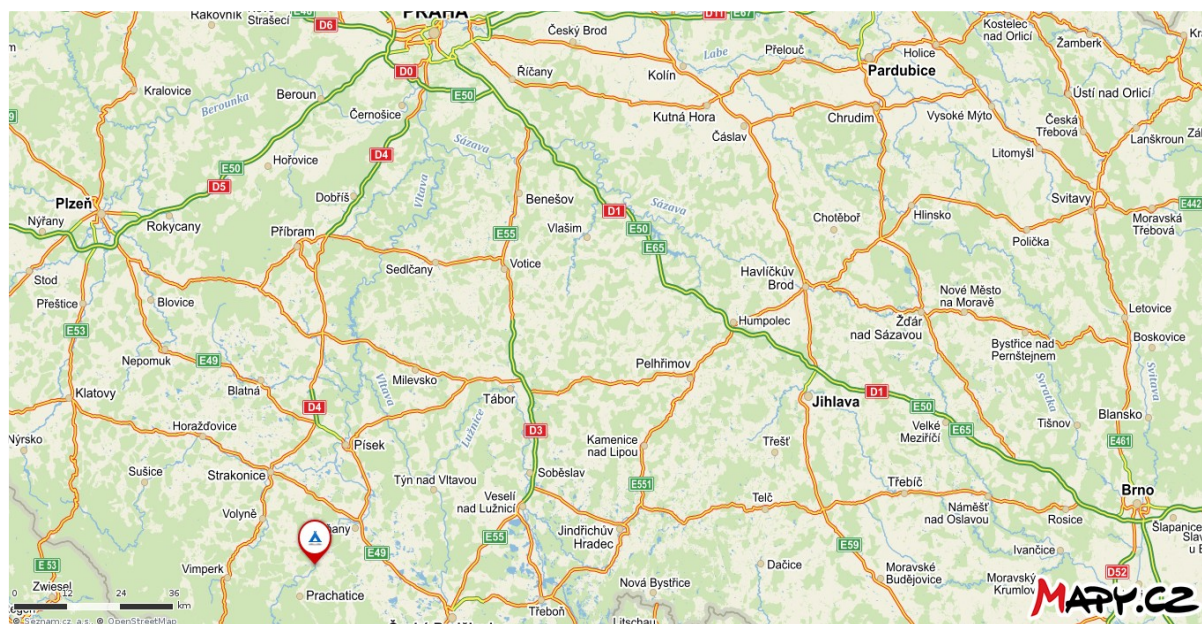 Rakovník
Strašecí
D6
PRAHA
D11
E67
Český Brod
Přelouč
Holice
Kostelec
nad Orlicí
Žamberk
Labe
Kolín
Pardubice
Kralovice
Berounka
Beroun
D0
E50
Říčany
Ústí nad Orlicí
Černošice
Kutná Hora
Čáslav
Chrudim
Vysoké Mýto
Česká
Třebová
Lanškroun
Litomyšl
Sázava
Hořovice
D4
E50
D5
Vltava
Dobříš
Benešov
Sázava
Plzeň
Nýřany
Rokycany
Příbram
E55
Vlašim
D1
E50
E65
Chotěboř
Hlinsko
Svitavy
E442
Moravská
Třebová
Polička
Stod
Sedlčany
Votice
Havlíčkův
Brod
Přeštice
Blovice
E53
Nové Město
na Moravě
Letovice
Humpolec
Žďár
nad Sázavou
Bystřice nad
Pernštejnem
Boskovice
Nepomuk
E49
Blatná
Milevsko
Vltava
Pelhřimov
Svratka
Svitava
Klatovy
Tábor
Lužnice
D4
Jihlava
D1
E50
Blansko
Horažďovice
Písek
D3
Kamenice
nad Lipou
Třešť
Velké
Meziříčí
E65
Tišnov
E461
Nýrsko
Sušice
Strakonice
Týn nad Vltavou
Soběslav
E551
Telč
Třebíč
Brno
Veselí
nad Lužnicí
Náměšť
nad Oslavou
Rosice
Šlapanice
Volyně
E49
E55
Jindřichův
Hradec
E59
Ivančice
Vimperk
Dačice
Moravské
Budějovice
D52
E 53
Zwiesel
Prachatice
Nová Bystřice
Moravský
Krumlov
Třeboň
Litschau
0 12 24 36
km
© Seznam.cz, a.s., © OpenStreetMap
MAPY.CZ